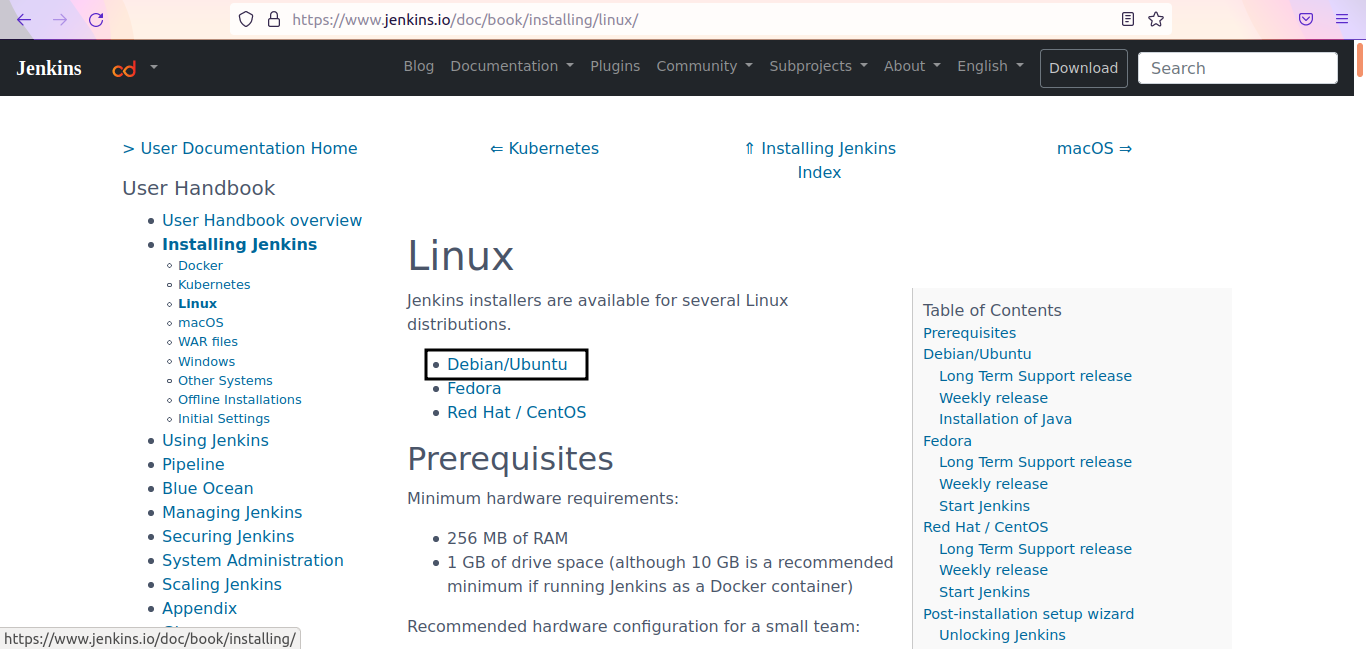 https://www.jenkins.io/doc/book/installing/linux/
Jenkins
cd
Blog Documentation Plugins Community Subprojects About English Download Search
> User Documentation Home
⇐ Kubernetes
⇑ Installing Jenkins
Index
macOS ⇒
User Handbook
User Handbook overview
Installing Jenkins
Docker
Kubernetes
Linux
macOS
WAR files
Windows
Other Systems
Offline Installations
Initial Settings
Using Jenkins
Pipeline
Blue Ocean
Managing Jenkins
Securing Jenkins
System Administration
Scaling Jenkins
Appendix
https://www.jenkins.io/doc/book/installing/
Linux
Jenkins installers are available for several Linux
distributions.
Debian/Ubuntu
Fedora
Red Hat / CentOS
Prerequisites
Minimum hardware requirements:
256 MB of RAM
1 GB of drive space (although 10 GB is a recommended
minimum if running Jenkins as a Docker container)
Recommended hardware configuration for a small team:
Table of Contents
Prerequisites
Debian/Ubuntu
Long Term Support release
Weekly release
Installation of Java
Fedora
Long Term Support release
Weekly release
Start Jenkins
Red Hat / CentOS
Long Term Support release
Weekly release
Start Jenkins
Post-installation setup wizard
Unlocking Jenkins